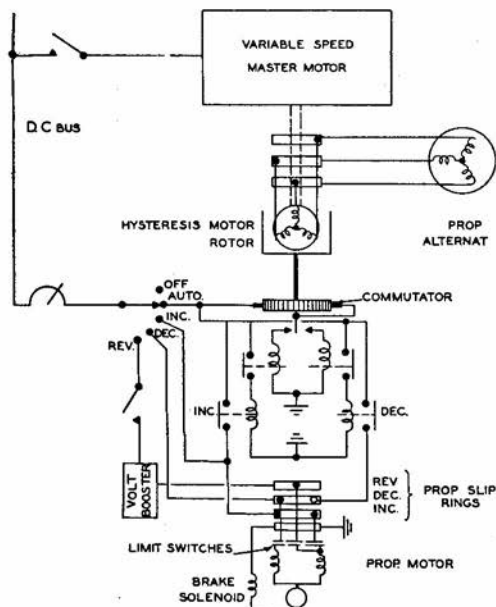 VARIABLE SPEED
MASTER MOTOR
D.C BUS
HYSTERESIS MOTOR
ROTOR
PROP
ALTERNAT
OFF
AUTO.
COMMUTATOR
INC.
DEC.
REV.
INC
DEC.
VOLT
BOOSTER
REV
DEC.
INC.
PROP SLIP
RINGS
LIMIT SWITCHES
PROP. MOTOR
BRAKE
SOLENOID